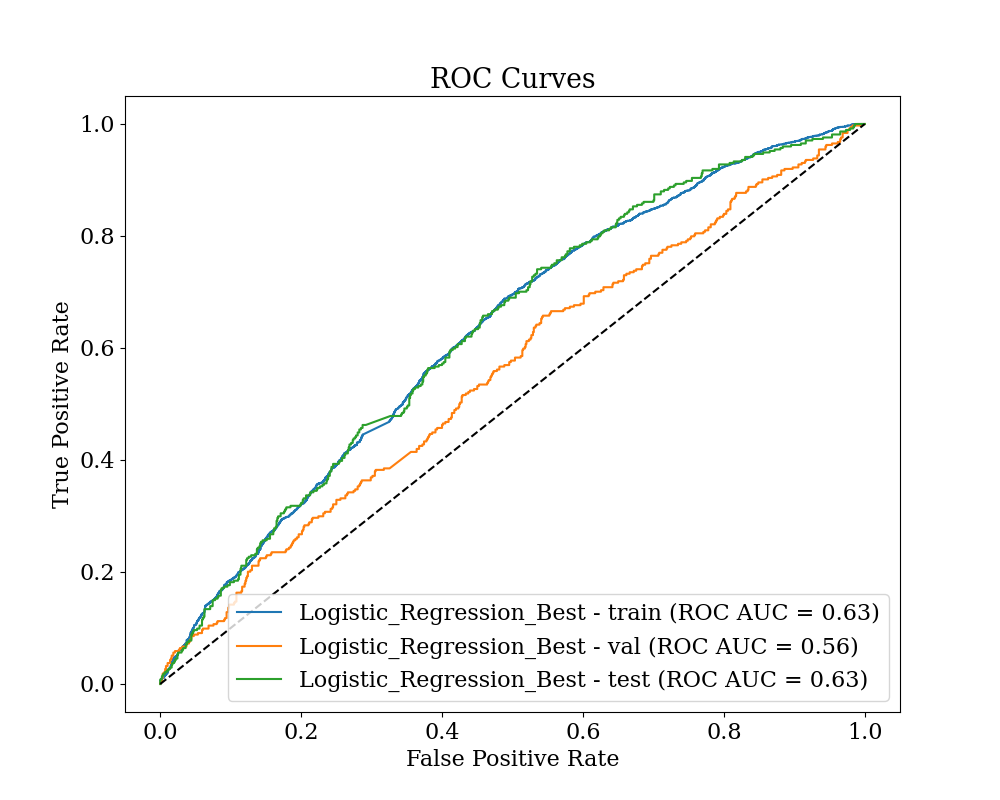 ROC Curves
True Positive Rate
1.0
0.8
0.6
0.4
0.2
0.0
Logistic_Regression_Best - train (ROC AUC = 0.63)
Logistic_Regression_Best - val (ROC AUC = 0.56)
Logistic_Regression_Best - test (ROC AUC = 0.63)
0.0 0.2 0.4 0.6 0.8 1.0
False Positive Rate